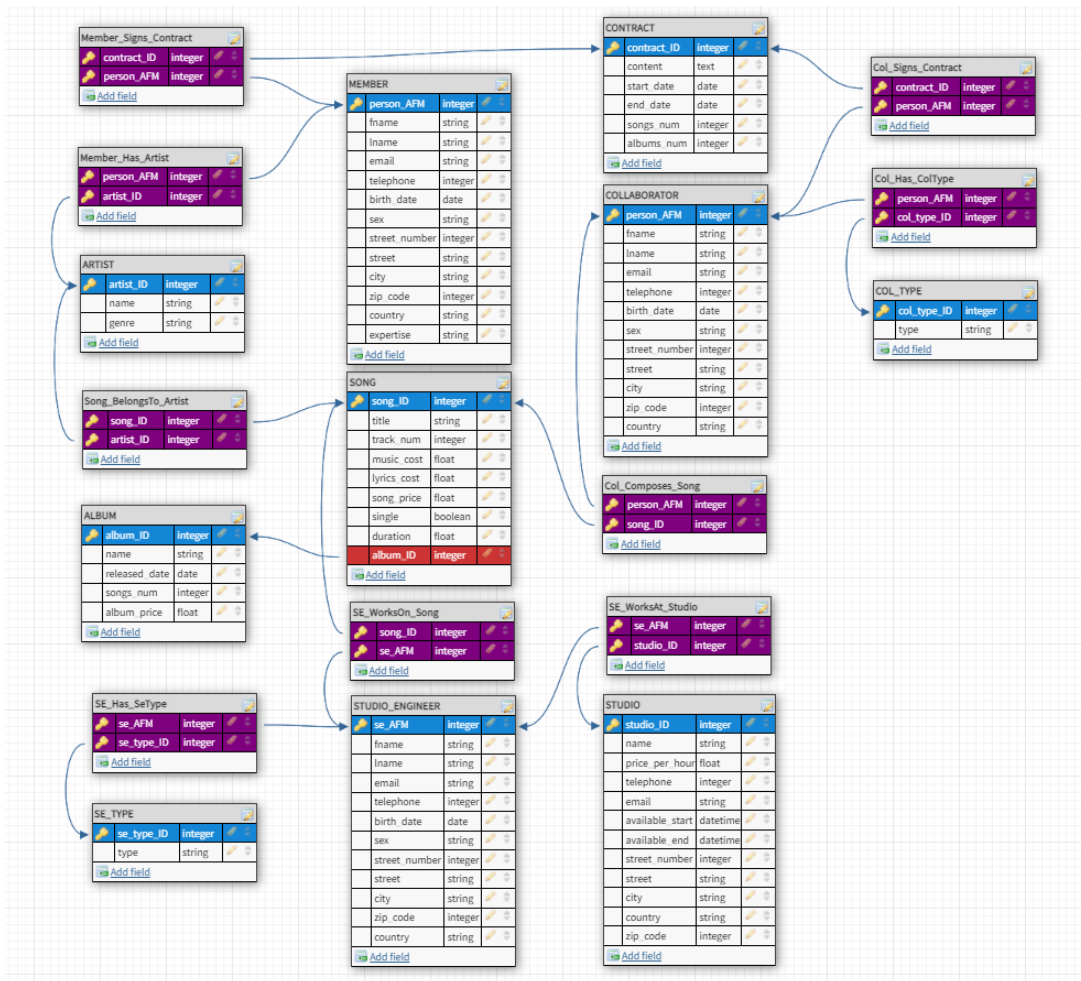 Member_Signs_Contract
contract_ID integer
person_AFM integer
Add field
Member_Has_Artist
person_AFM integer
artist_ID integer
Add field
ARTIST
artist_ID integer
name string
genre string
Add field
Song_BelongsTo_Artist
song_ID integer
artist_ID integer
Add field
ALBUM
album_ID integer
name string
released_date date
songs_num integer
album_price float
Add field
SE_Has_SeType
se_AFM integer
se_type_ID integer
Add field
SE_TYPE
se_type_ID integer
type string
Add field
MEMBER
person_AFM integer
fname string
lname string
email string
telephone integer
birth_date date
sex string
street_number integer
street string
city string
zip_code integer
country string
expertise string
Add field
SONG
song_ID integer
title string
track_num integer
music_cost float
lyrics_cost float
song_price float
single boolean
duration float
album_ID integer
Add field
SE_WorksOn_Song
song_ID integer
se_AFM integer
Add field
STUDIO_ENGINEER
se_AFM integer
fname string
lname string
email string
telephone integer
birth_date date
sex string
street_number integer
street string
city string
zip_code integer
country string
Add field
CONTRACT
contract_ID integer
content text
start_date date
end_date date
songs_num integer
albums_num integer
Add field
COLLABORATOR
person_AFM integer
fname string
lname string
email string
telephone integer
birth_date date
sex string
street_number integer
street string
city string
zip_code integer
country string
Add field
Col_Composes_Song
person_AFM integer
song_ID integer
Add field
SE_WorksAt_Studio
se_AFM integer
studio_ID integer
Add field
STUDIO
studio_ID integer
name string
price_per_hour float
telephone integer
email string
available_start datetime
available_end datetime
street_number integer
street string
city string
country string
zip_code integer
Add field
Col_Signs_Contract
contract_ID integer
person_AFM integer
Add field
Col_Has_ColType
person_AFM integer
col_type_ID integer
Add field
COL_TYPE
col_type_ID integer
type string
Add field